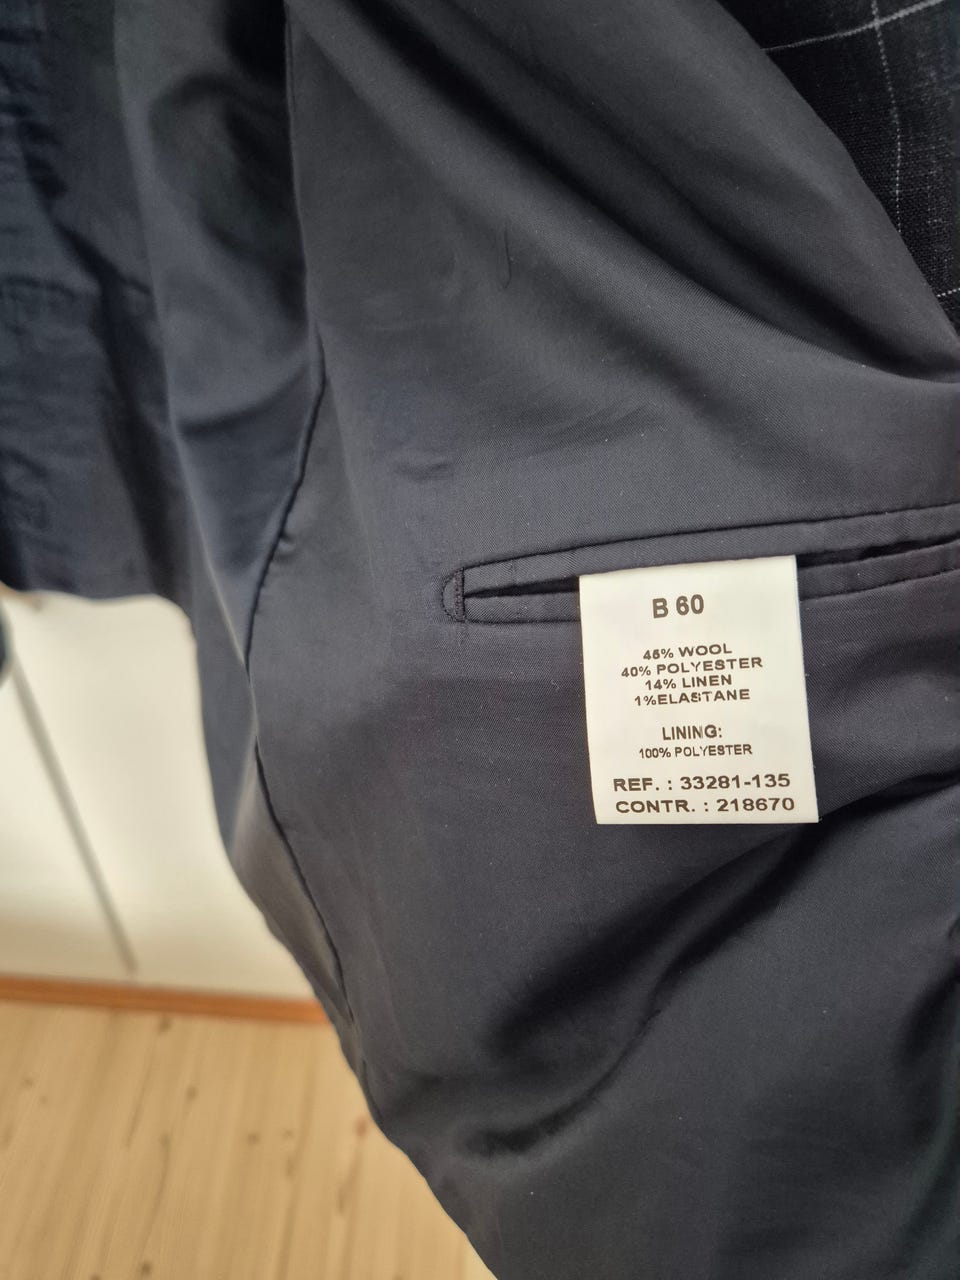 B 60
45% WOOL
40% POLYESTER
14% LINEN
1%ELASTANE
LINING:
100% POLYESTER
REF. : 33281-135
CONTR. : 218670